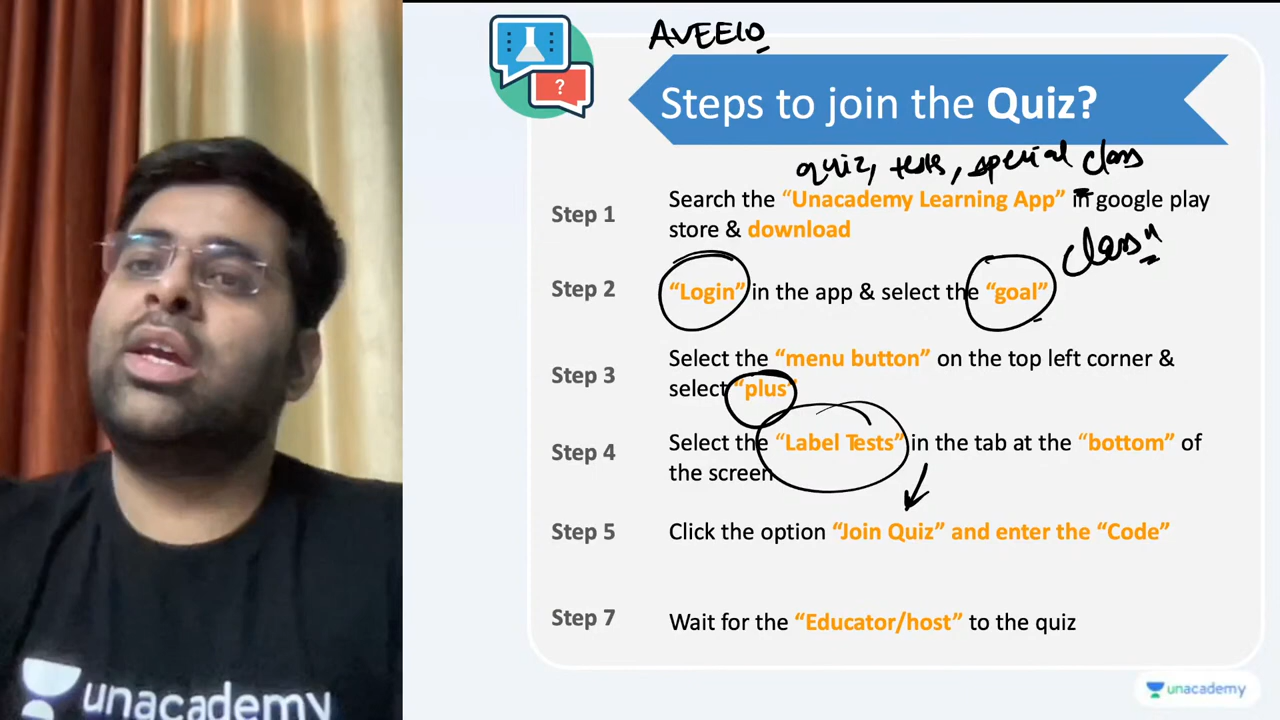 AVEE10
?
Steps to join the Quiz?
quiz, tests, special class
Step 1
Search the “Unacademy Learning App” in google play
store & download
class
Step 2
“Login” in the app & select the “goal”
Step 3
Select the “menu button” on the top left corner &
select “plus”
Step 4
Select the “Label Tests” in the tab at the “bottom” of
the screen
Step 5
Click the option “Join Quiz” and enter the “Code”
Step 7
Wait for the “Educator/host” to the quiz
unacademy
unacademy